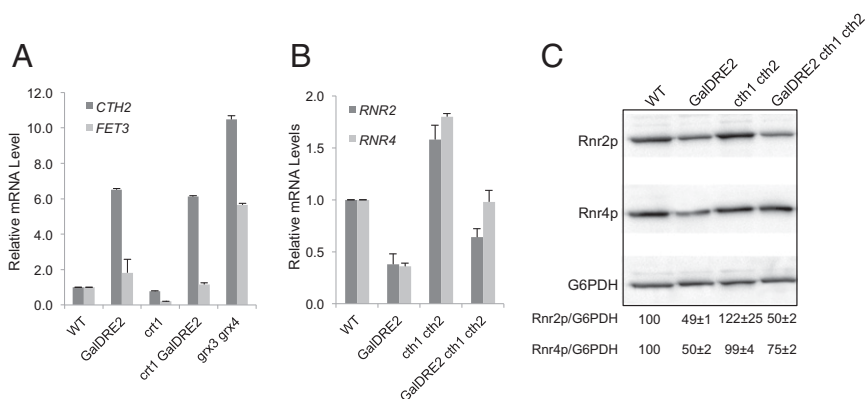 A
Relative mRNA Levels
12.0
10.0
8.0
6.0
4.0
2.0
0.0
CTH2
FET3
WT
GalDRE2
crt1
crt1 GalDRE2
grx3 grx4
B
Relative mRNA Levels
2.0
1.5
1.0
0.5
0.0
RNR2
RNR4
WT
GalDRE2
cth1 cth2
GalDRE2 cth1 cth2
C
WT
GalDRE2
cth1 cth2
GalDRE2 cth1 cth2
Rnr2p
Rnr4p
G6PDH
Rnr2p/G6PDH 100 49±1 122±25 50±2
Rnr4p/G6PDH 100 50±2 99±4 75±2